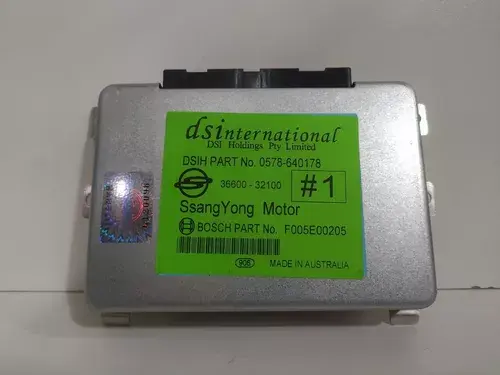 dsinternational
DSI Holdings Pty Limited
DSIH PART No. 0578-640178
36600 - 32100
#1
SsangYong Motor
BOSCH PART No. F005E00205
906
MADE IN AUSTRALIA